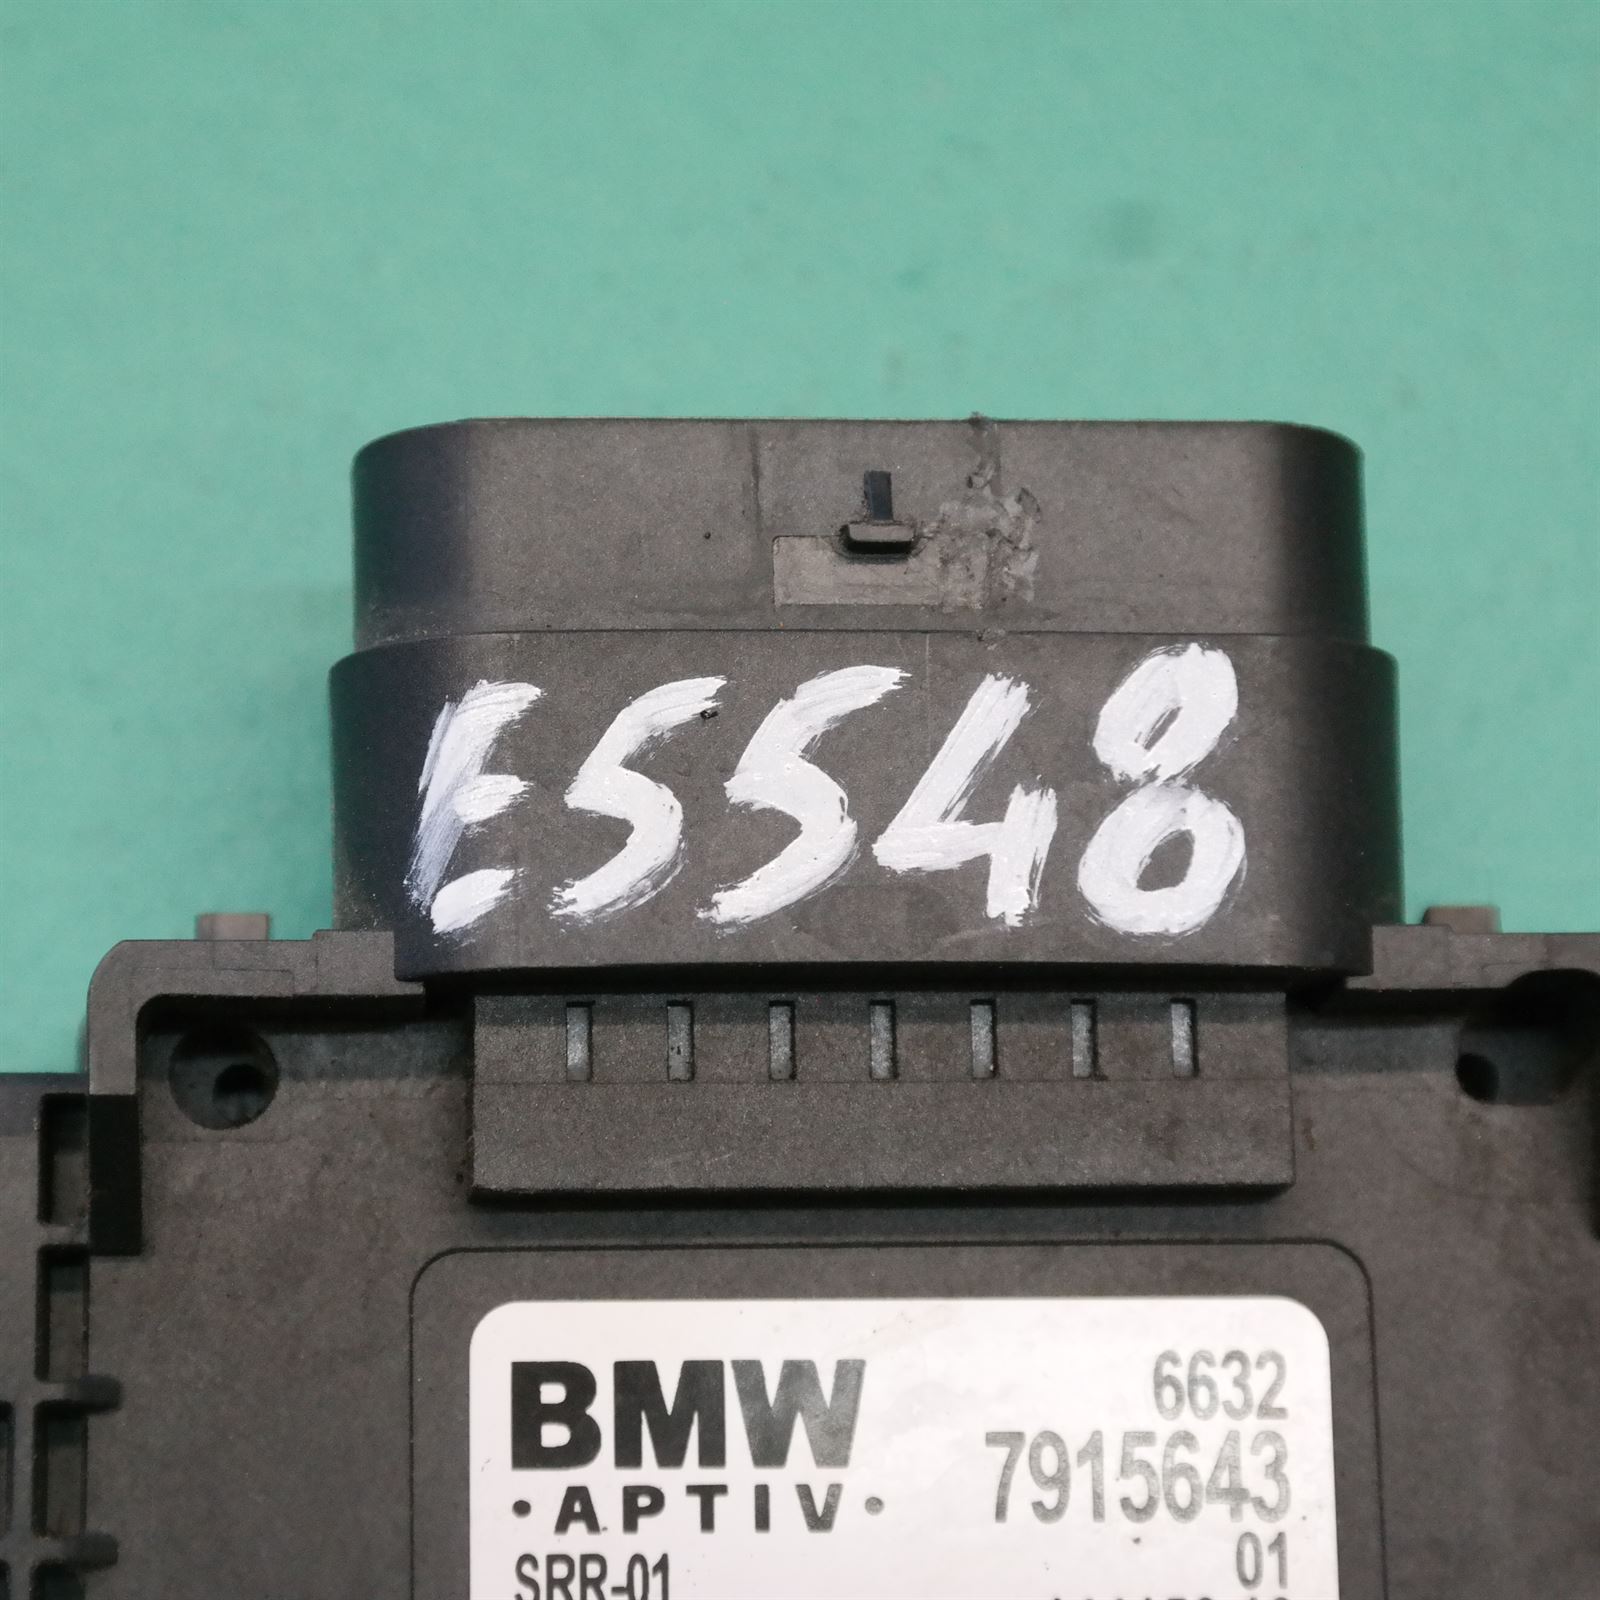 E5548
BMW 6632
7915643
• APTIV •
01
SRR-01